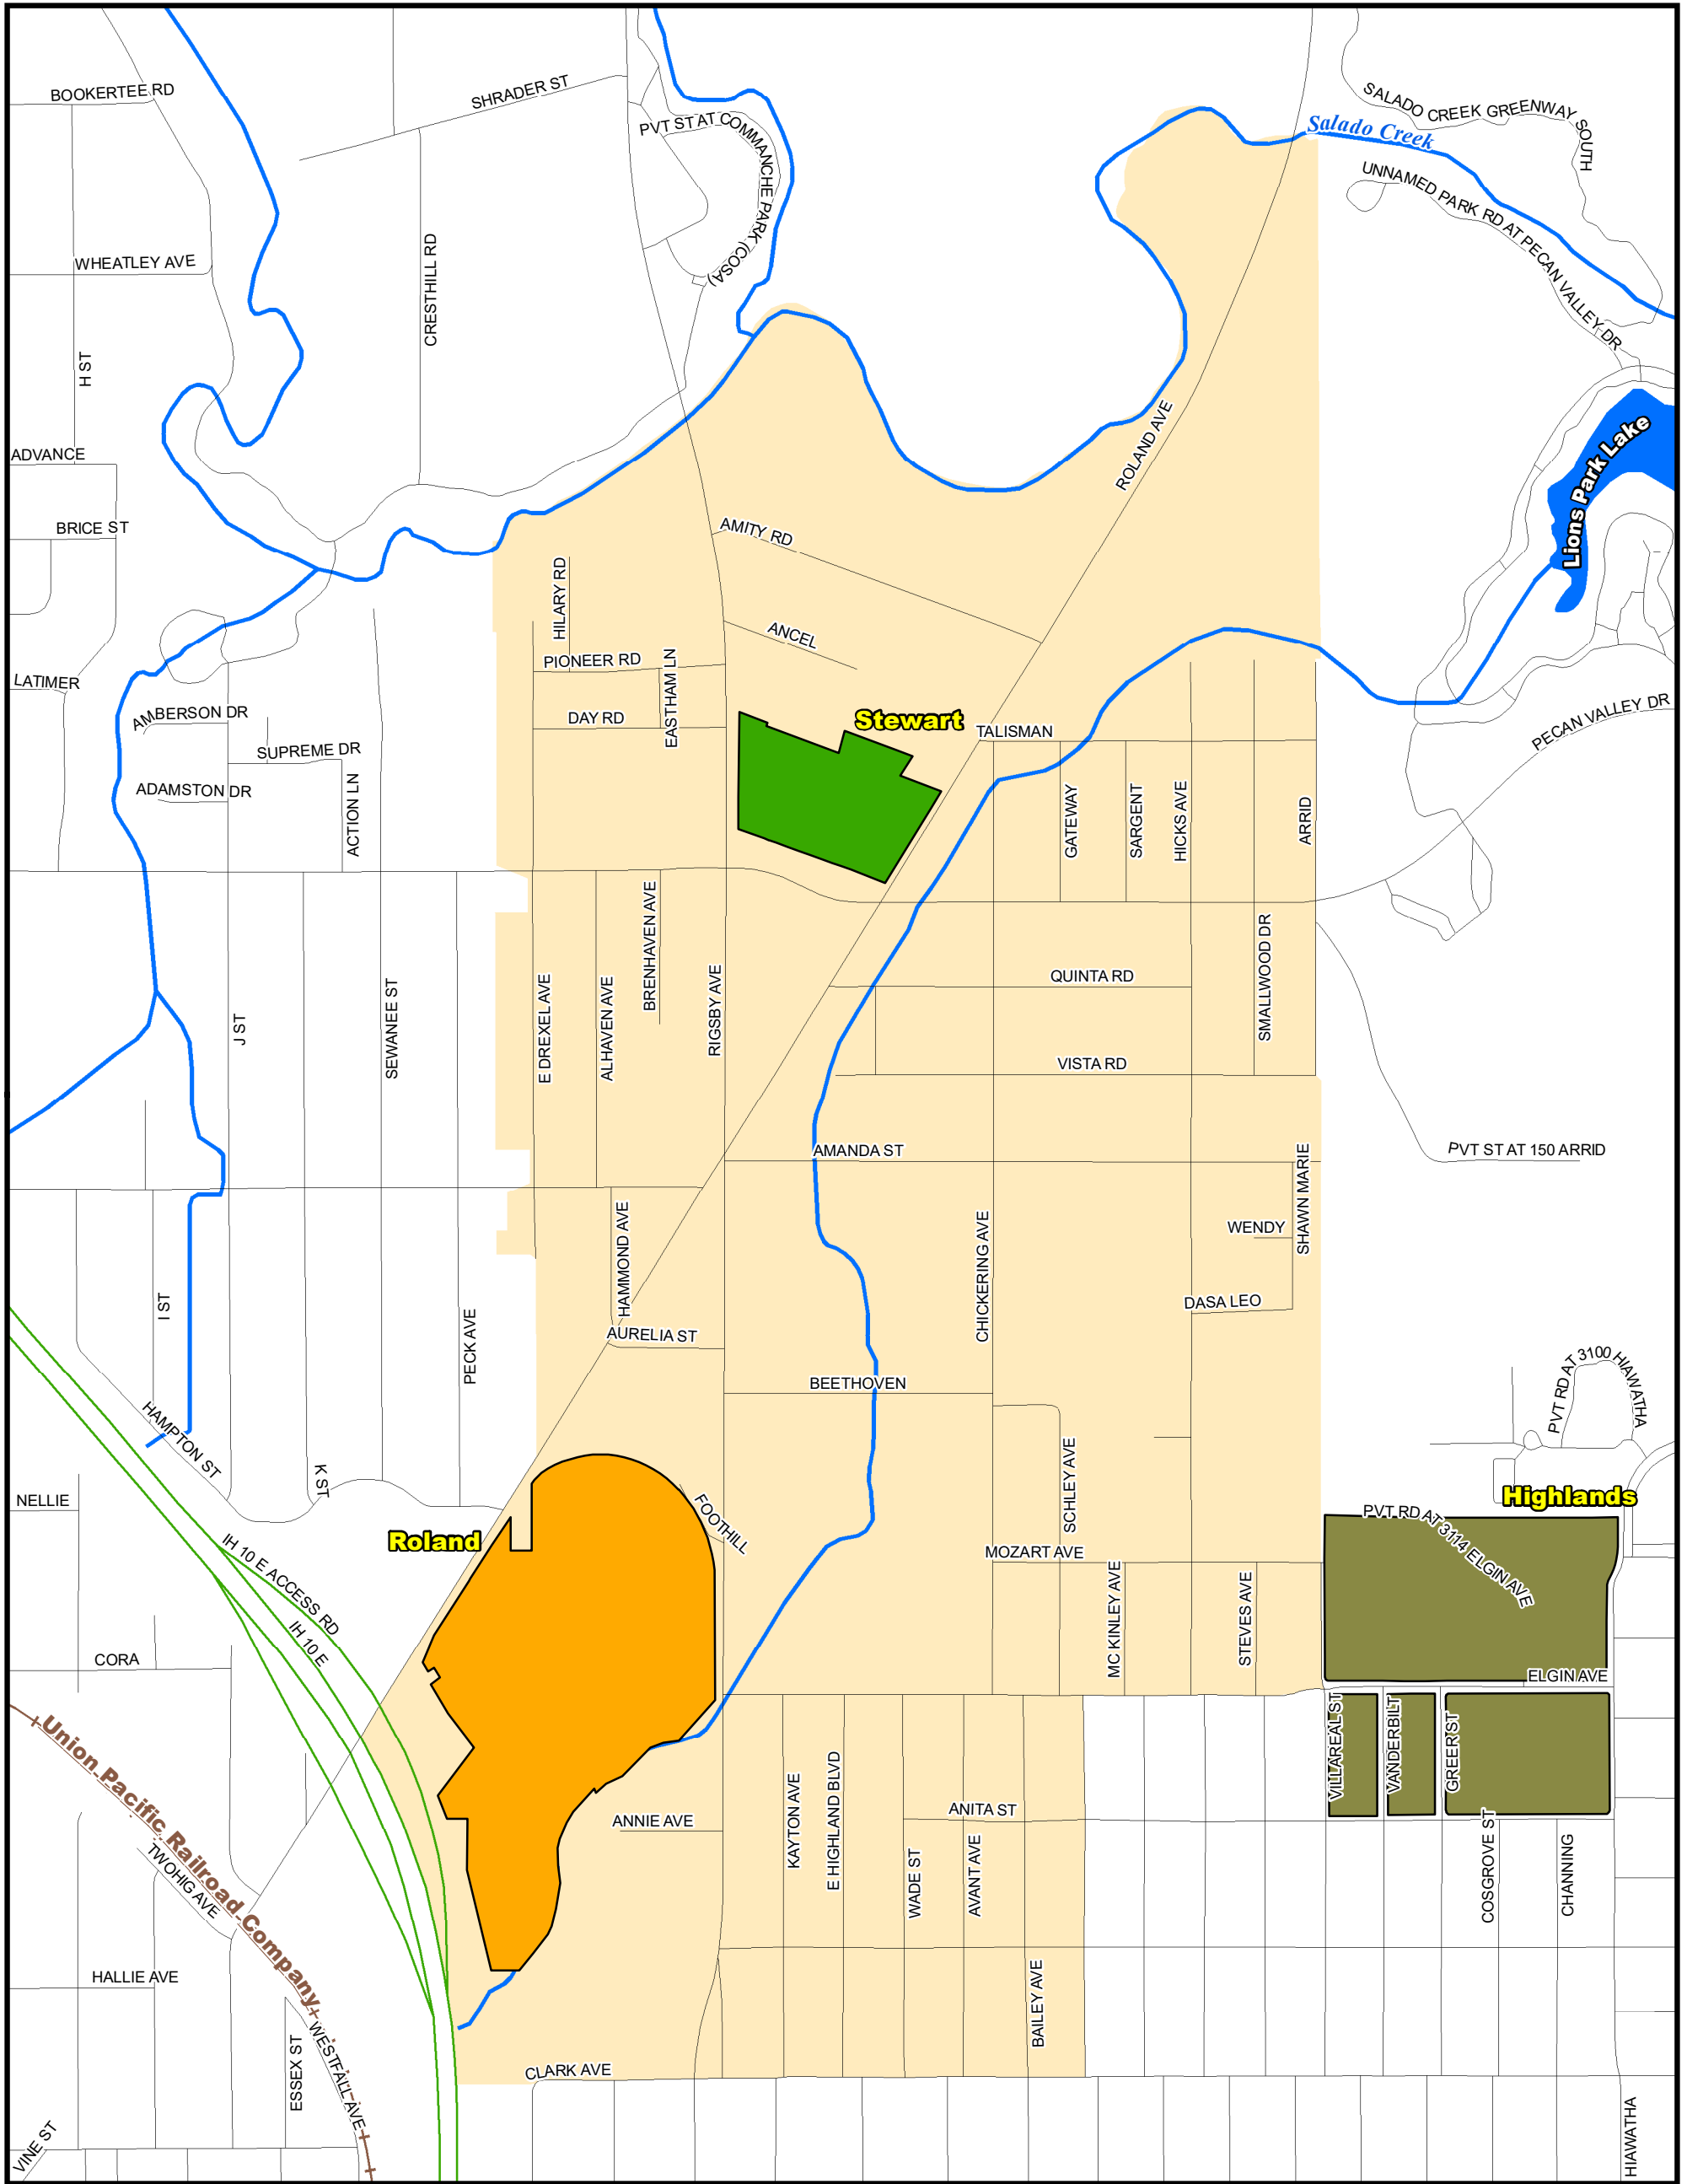 BOOKERTEE RD
SHRADER ST
PVT ST AT COMMANCHE PARK (COSA)
SALADO CREEK GREENWAY SOUTH
Salado Creek
UNNAMED PARK RD AT PECAN VALLEY DR
WHEATLEY AVE
CRESTHILL RD
H ST
ROLAND AVE
Lions Park Lake
ADVANCE
BRICE ST
AMITY RD
HILARY RD
ANCEL
PIONEER RD
EASTHAM LN
LATIMER
AMBERSON DR
DAY RD
Stewart
TALISMAN
PECAN VALLEY DR
SUPREME DR
ADAMSTON DR
ACTION LN
GATEWAY
SARGENT
HICKS AVE
ARRID
BRENHAVEN AVE
SMALLWOOD DR
QUINTA RD
J ST
SEWANEE ST
E DREXEL AVE
ALHAVEN AVE
RIGSBY AVE
VISTA RD
AMANDA ST
PVT ST AT 150 ARRID
SHAWN MARIE
WENDY
HAMMOND AVE
CHICKERING AVE
I ST
DASA LEO
PECK AVE
AURELIA ST
BEETHOVEN
PVT RD AT 3100 HIAWATHA
HAMPTON ST
K ST
SCHLEY AVE
NELLIE
Highlands
FOOTHILL
PVT RD AT 3114 ELGIN AVE
Roland
IH 10 E ACCESS RD
MOZART AVE
MC KINLEY AVE
STEVES AVE
IH 10 E
CORA
ELGIN AVE
VILLAREAL ST
VANDERBILT
GREER ST
Union Pacific Railroad Company
KAYTON AVE
E HIGHLAND BLVD
ANITA ST
ANNIE AVE
WADE ST
AVANT AVE
COSGROVE ST
CHANNING
TWOHIG AVE
HALLIE AVE
BAILEY AVE
ESSEX ST
WESTFALL AVE
CLARK AVE
VINE ST
HIAWATHA